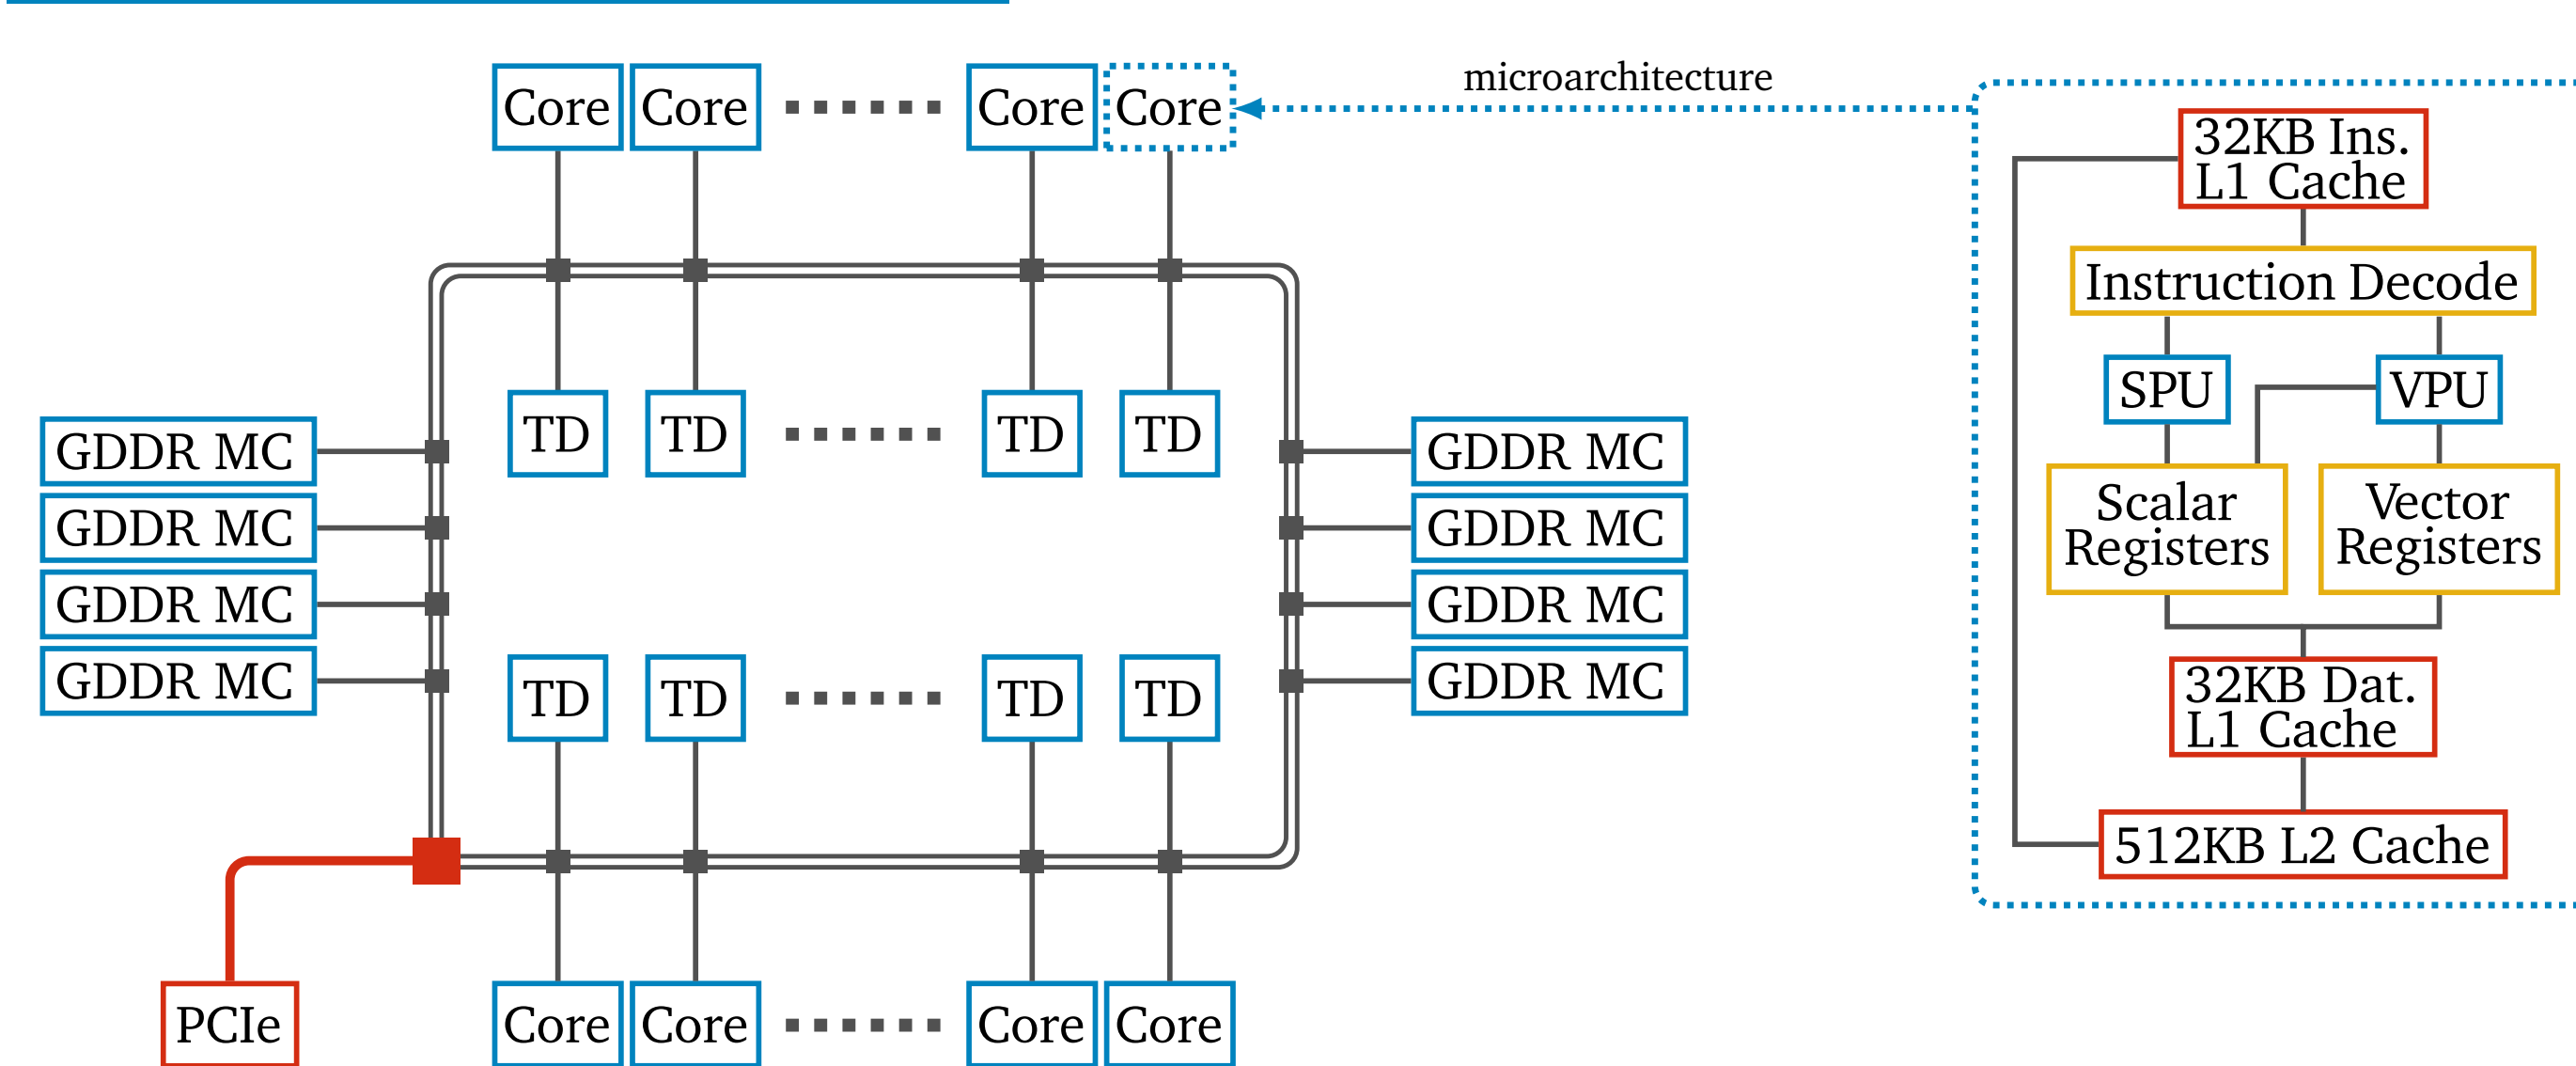 Core Core Core Core
microarchitecture
TD TD TD TD
GDDR MC
GDDR MC
GDDR MC
GDDR MC
GDDR MC
GDDR MC
GDDR MC
GDDR MC
TD TD TD TD
PCIe
Core Core Core Core
32KB Ins.
L1 Cache
Instruction Decode
SPU VPU
Scalar
Registers
Vector
Registers
32KB Dat.
L1 Cache
512KB L2 Cache